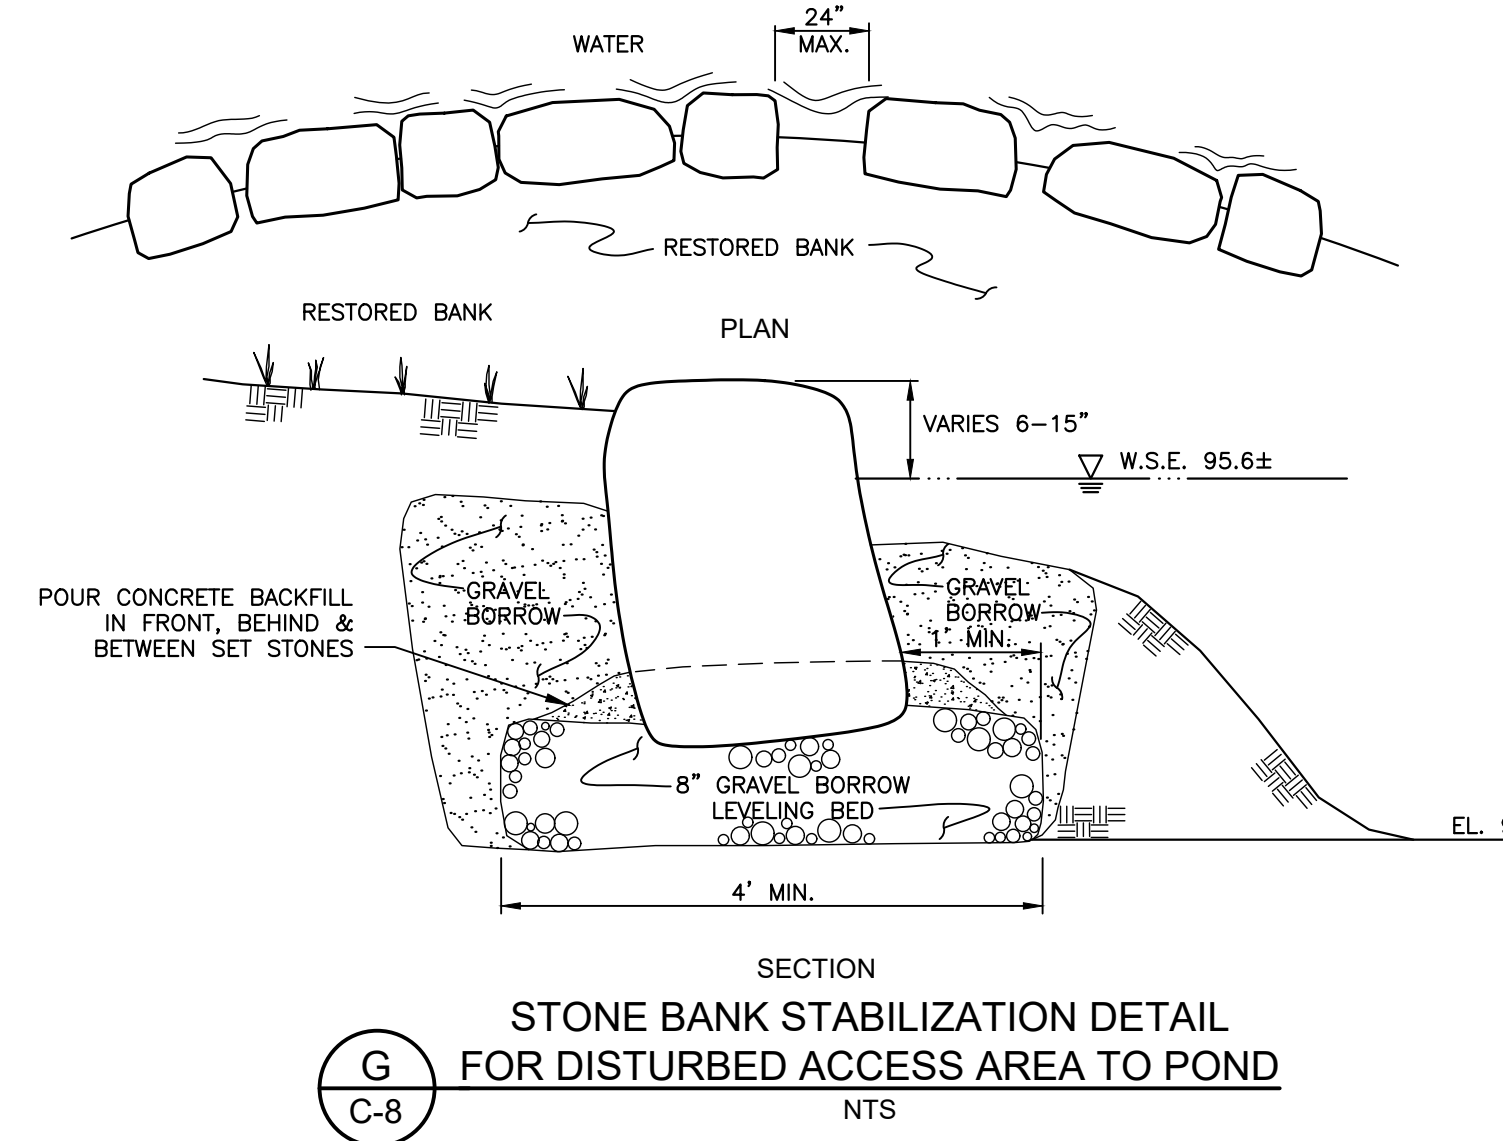 24"
WATER
MAX.
RESTORED BANK
RESTORED BANK
PLAN
VARIES 6-15"
W.S.E. 95.6±
GRAVEL
BORROW
GRAVEL
BORROW
POUR CONCRETE BACKFILL
IN FRONT, BEHIND &
BETWEEN SET STONES
1' MIN.
8" GRAVEL BORROW
LEVELING BED
EL.
4' MIN.
SECTION
STONE BANK STABILIZATION DETAIL
FOR DISTURBED ACCESS AREA TO POND
G
C-8
NTS